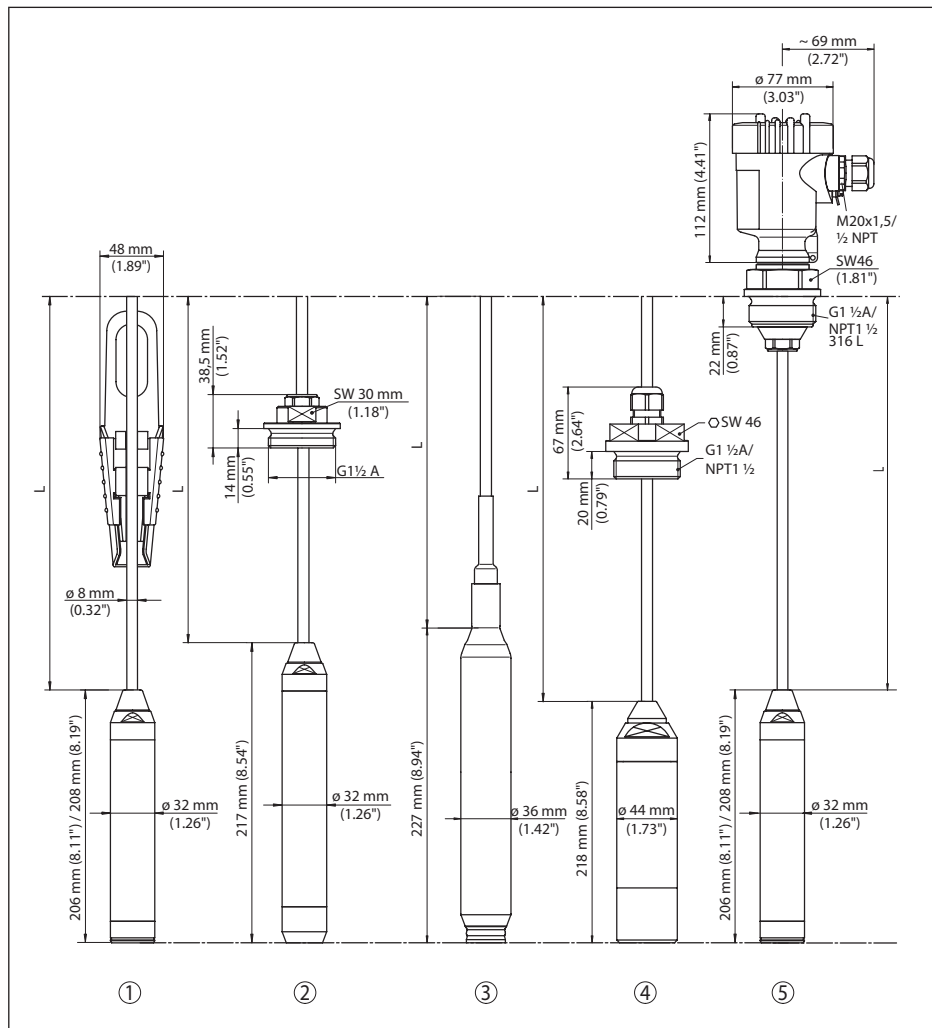 ~ 69 mm
(2.72")
ø 77 mm
(3.03")
112 mm (4.41")
M20x1,5/
½ NPT
SW46
(1.81")
G1 ½A/
NPT1 ½
316 L
22 mm
(0.87")
48 mm
(1.89")
38,5 mm
(1.52")
SW 30 mm
(1.18")
14 mm
(0.55")
G1½ A
67 mm
(2.64")
SW 46
G1 ½A/
NPT1 ½
20 mm
(0.79")
L
L
L
L
L
ø 8 mm
(0.32")
206 mm (8.11") / 208 mm (8.19")
ø 32 mm
(1.26")
217 mm (8.54")
ø 32 mm
(1.26")
227 mm (8.94")
ø 36 mm
(1.42")
218 mm (8.58")
ø 44 mm
(1.73")
206 mm (8.11") / 208 mm (8.19")
ø 32 mm
(1.26")
① ② ③ ④ ⑤